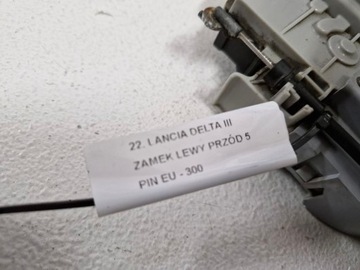 22. LANCIA DELTA III
ZAMEK LEWY PRZÓD 5
PIN EU - 300